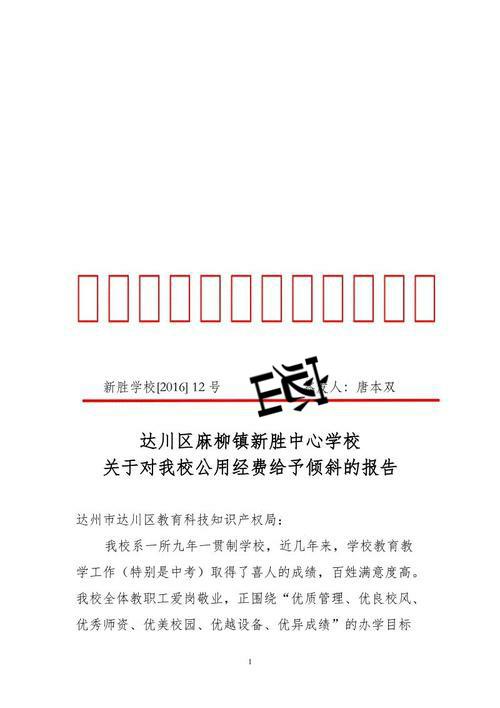 新胜学校[2016] 12 号 签发人：唐本双
达川区麻柳镇新胜中心学校
关于对我校公用经费给予倾斜的报告
达州市达川区教育科技知识产权局：
我校系一所九年一贯制学校，近几年来，学校教育教
学工作（特别是中考）取得了喜人的成绩，百姓满意度高。
我校全体教职工爱岗敬业，正围绕“优质管理、优良校风、
优秀师资、优美校园、优越设备、优异成绩”的办学目标
1